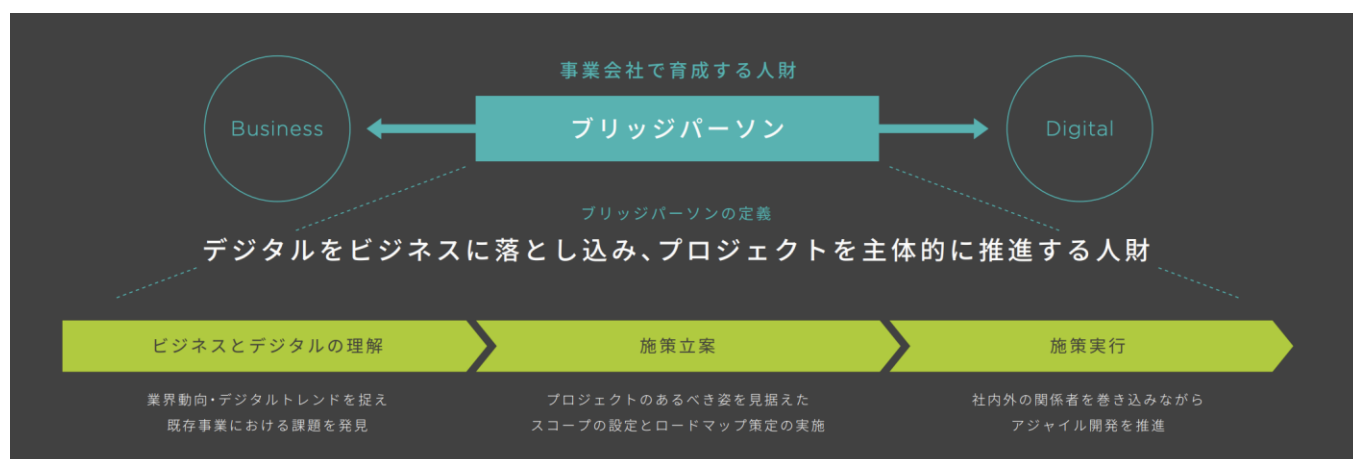 事業会社で育成する人財
Business
ブリッジパーソン
Digital
ブリッジパーソンの定義
デジタルをビジネスに落とし込み、プロジェクトを主体的に推進する人財
ビジネスとデジタルの理解
施策立案
施策実行
業界動向・デジタルトレンドを捉え
既存事業における課題を発見
プロジェクトのあるべき姿を見据えた
スコープの設定とロードマップ策定の実施
社内外の関係者を巻き込みながら
アジャイル開発を推進